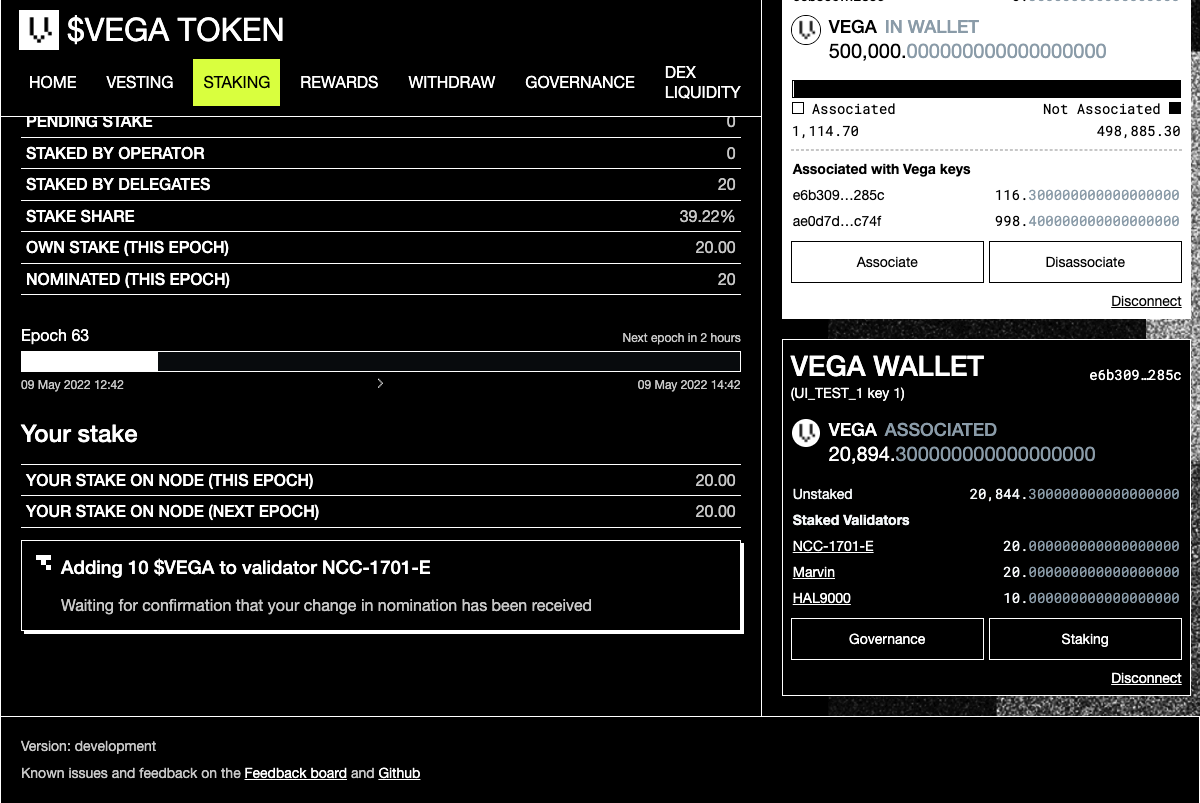 $VEGA TOKEN
HOME VESTING STAKING REWARDS WITHDRAW GOVERNANCE DEX LIQUIDITY
PENDING STAKE 0
STAKED BY OPERATOR 0
STAKED BY DELEGATES 20
STAKE SHARE 39.22%
OWN STAKE (THIS EPOCH) 20.00
NOMINATED (THIS EPOCH) 20
Epoch 63 Next epoch in 2 hours
09 May 2022 12:42 09 May 2022 14:42
Your stake
YOUR STAKE ON NODE (THIS EPOCH) 20.00
YOUR STAKE ON NODE (NEXT EPOCH) 20.00
Adding 10 $VEGA to validator NCC-1701-E
Waiting for confirmation that your change in nomination has been received
VEGA IN WALLET
500,000.000000000000000000
Associated Not Associated
1,114.70 498,885.30
Associated with Vega keys
e6b309…285c 116.300000000000000000
ae0d7d…c74f 998.400000000000000000
Associate Disassociate
Disconnect
VEGA WALLET e6b309…285c
(UI_TEST_1 key 1)
VEGA ASSOCIATED
20,894.300000000000000000
Unstaked 20,844.300000000000000000
Staked Validators
NCC-1701-E 20.000000000000000000
Marvin 20.000000000000000000
HAL9000 10.000000000000000000
Governance Staking
Disconnect
Version: development
Known issues and feedback on the Feedback board and Github